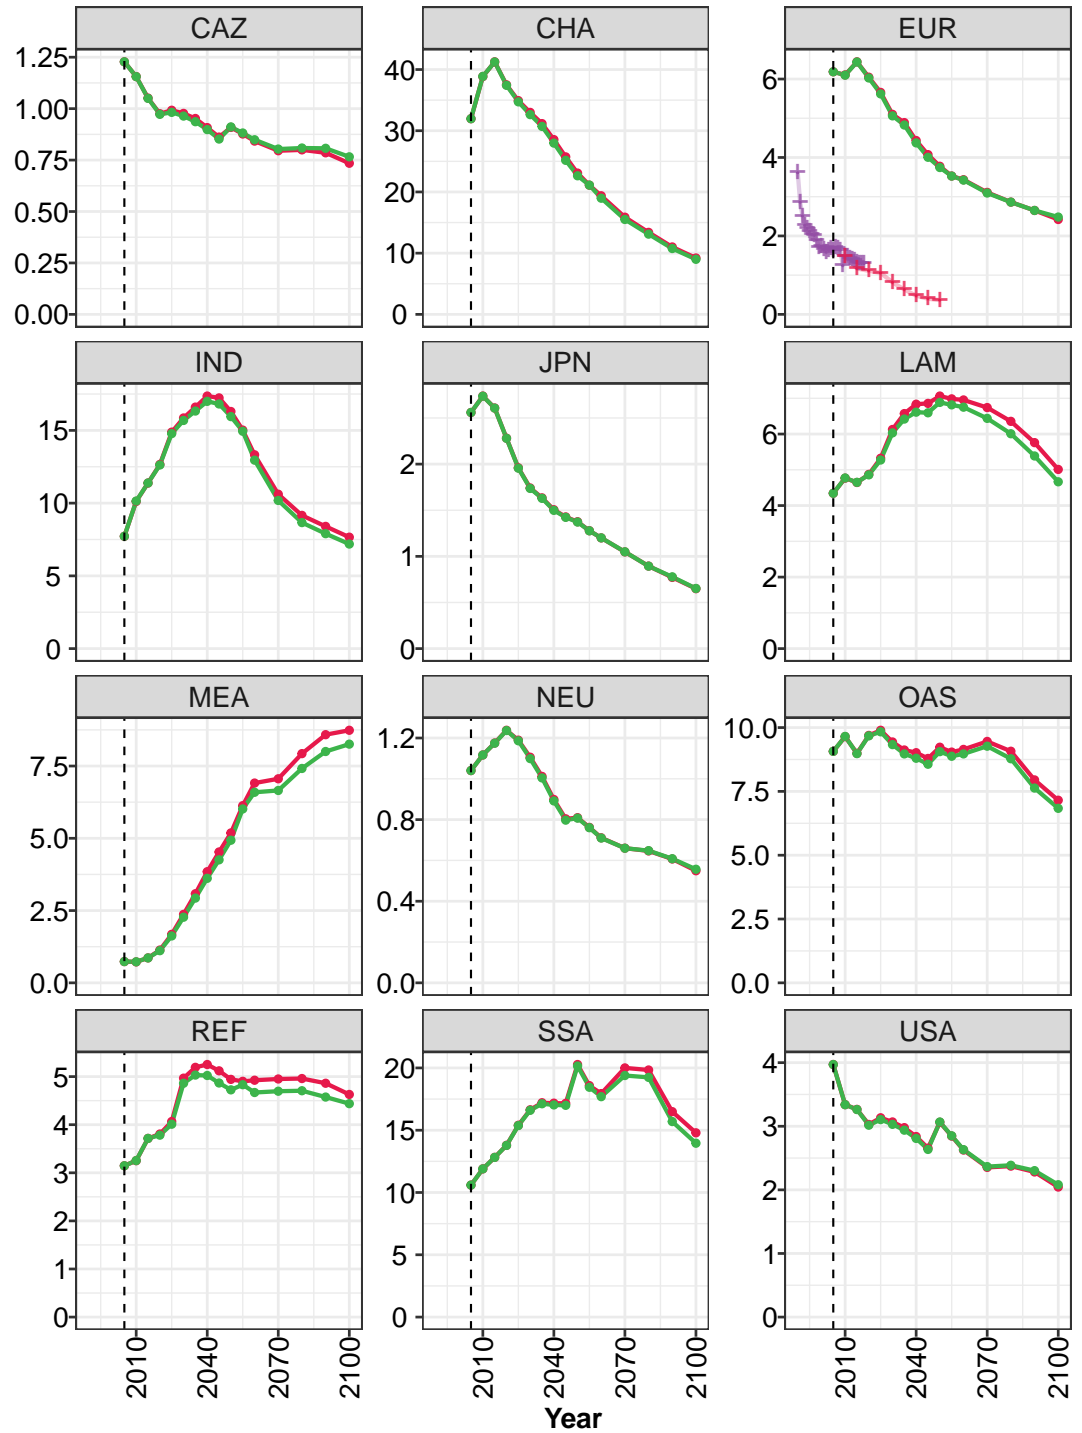 CAZ CHA EUR
1.25 40 6
1.00 30 4
0.75 20 2
0.50 10 0
0.25 0
0.00
IND JPN LAM
15 2 6
10 1 4
5 0 2
0 0
MEA NEU OAS
7.5 1.2 10.0
5.0 0.8 7.5
2.5 0.4 5.0
0.0 0.0 2.5
0.0
REF SSA USA
5 20 4
4 15 3
3 10 2
2 5 1
1 0 0
0
2010 2040 2070 2100 2010 2040 2070 2100 2010 2040 2070 2100
Year